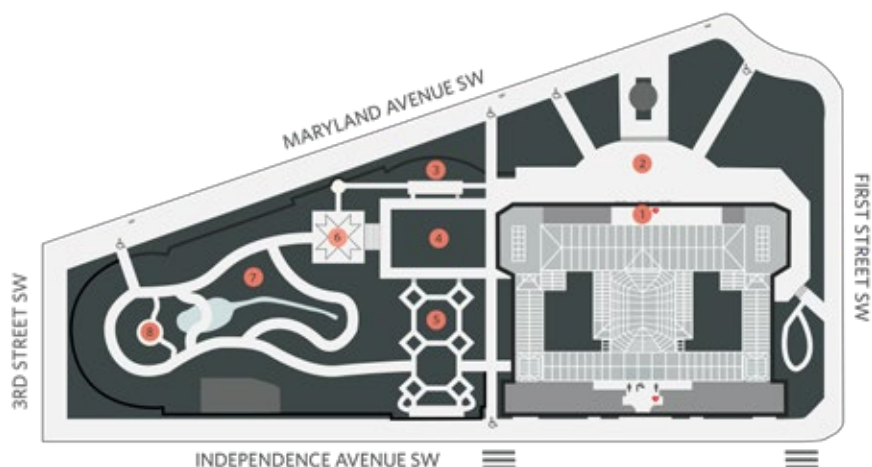 MARYLAND AVENUE SW
3
2
1
4
6
7
5
8
3RD STREET SW
FIRST STREET SW
INDEPENDENCE AVENUE SW